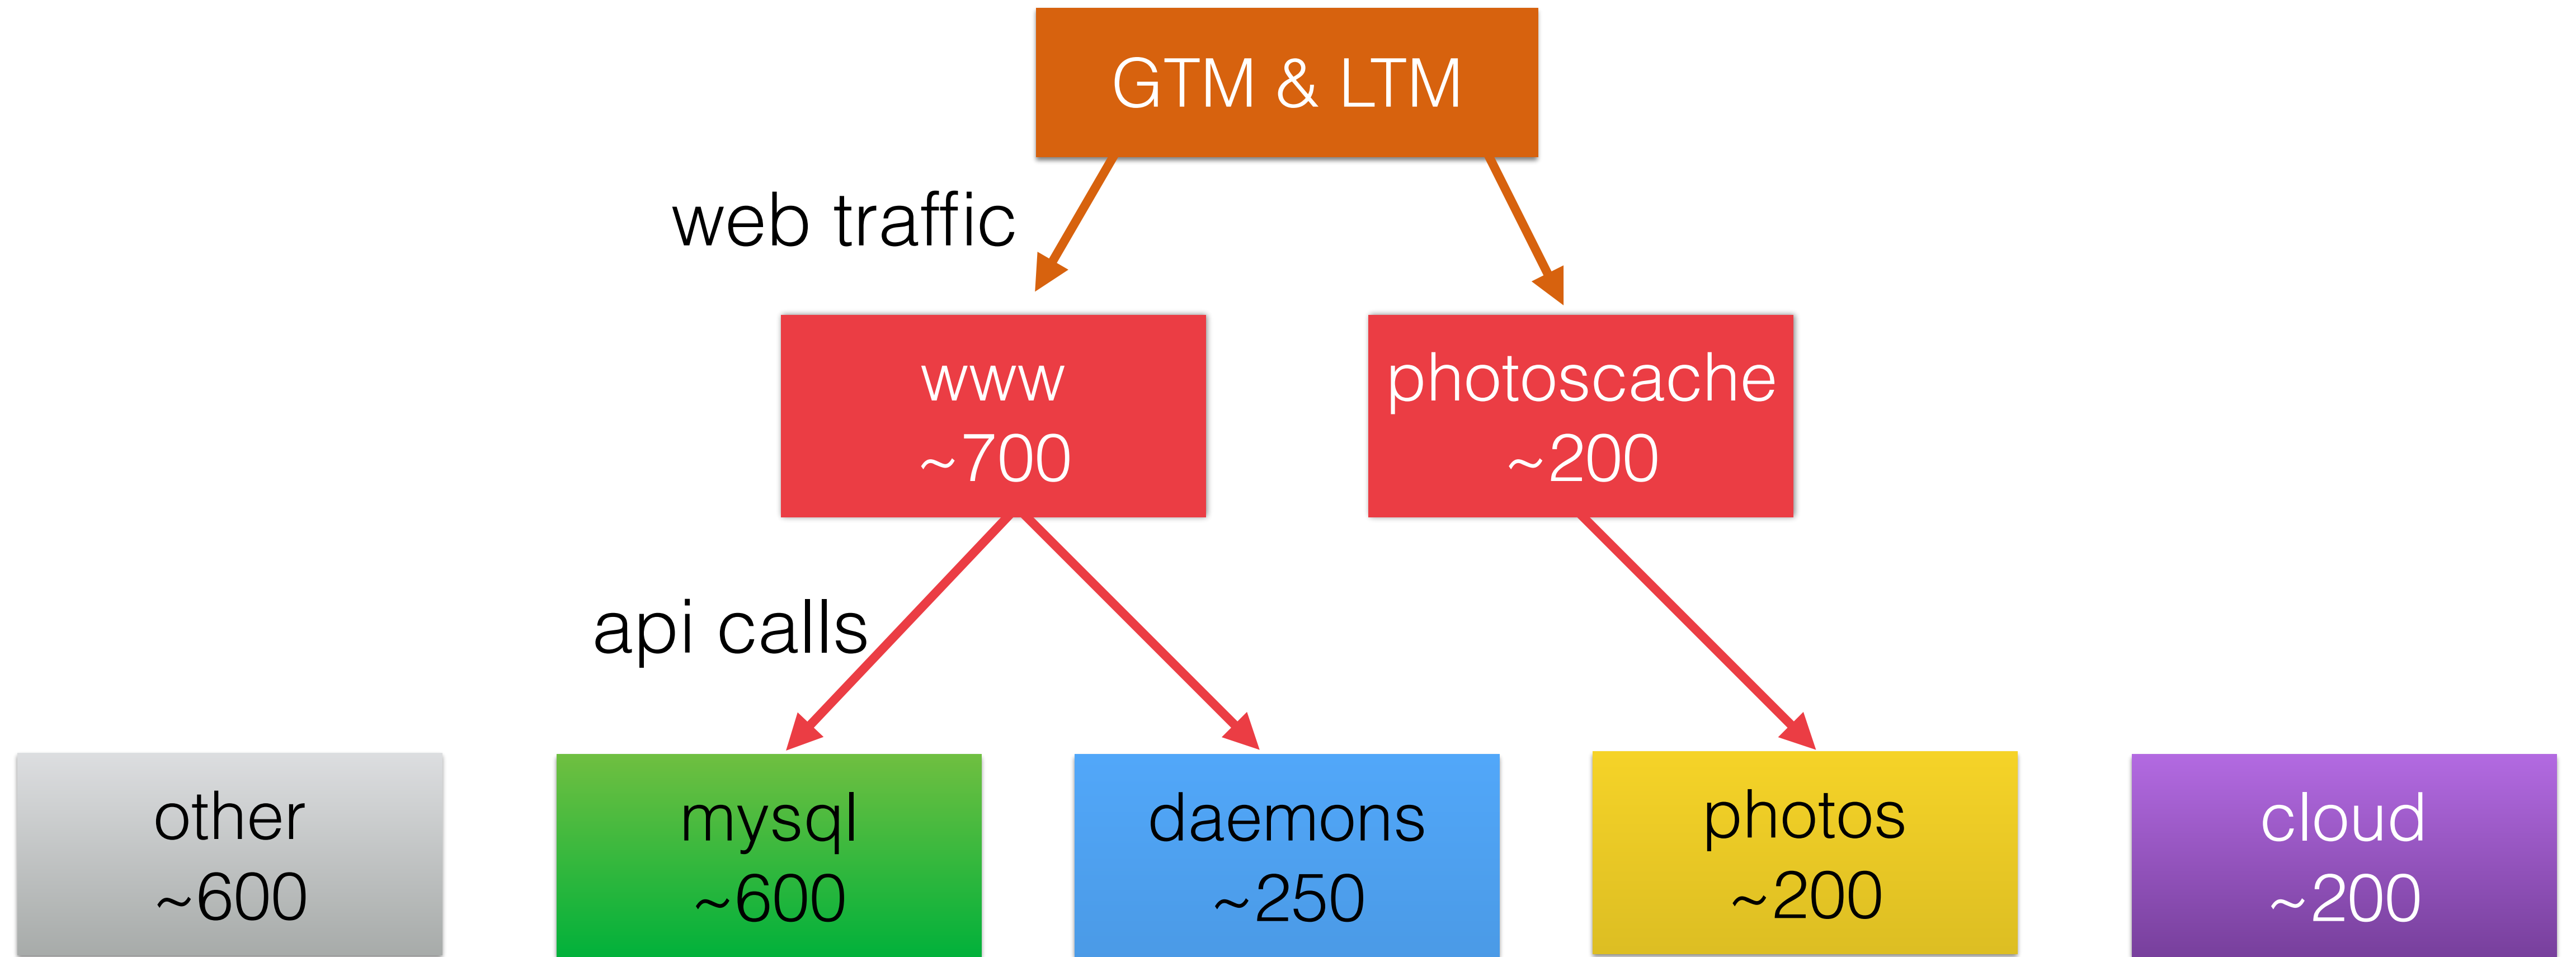 GTM & LTM
web traffic
www
~700
photoscache
~200
api calls
other
~600
mysql
~600
daemons
~250
photos
~200
cloud
~200